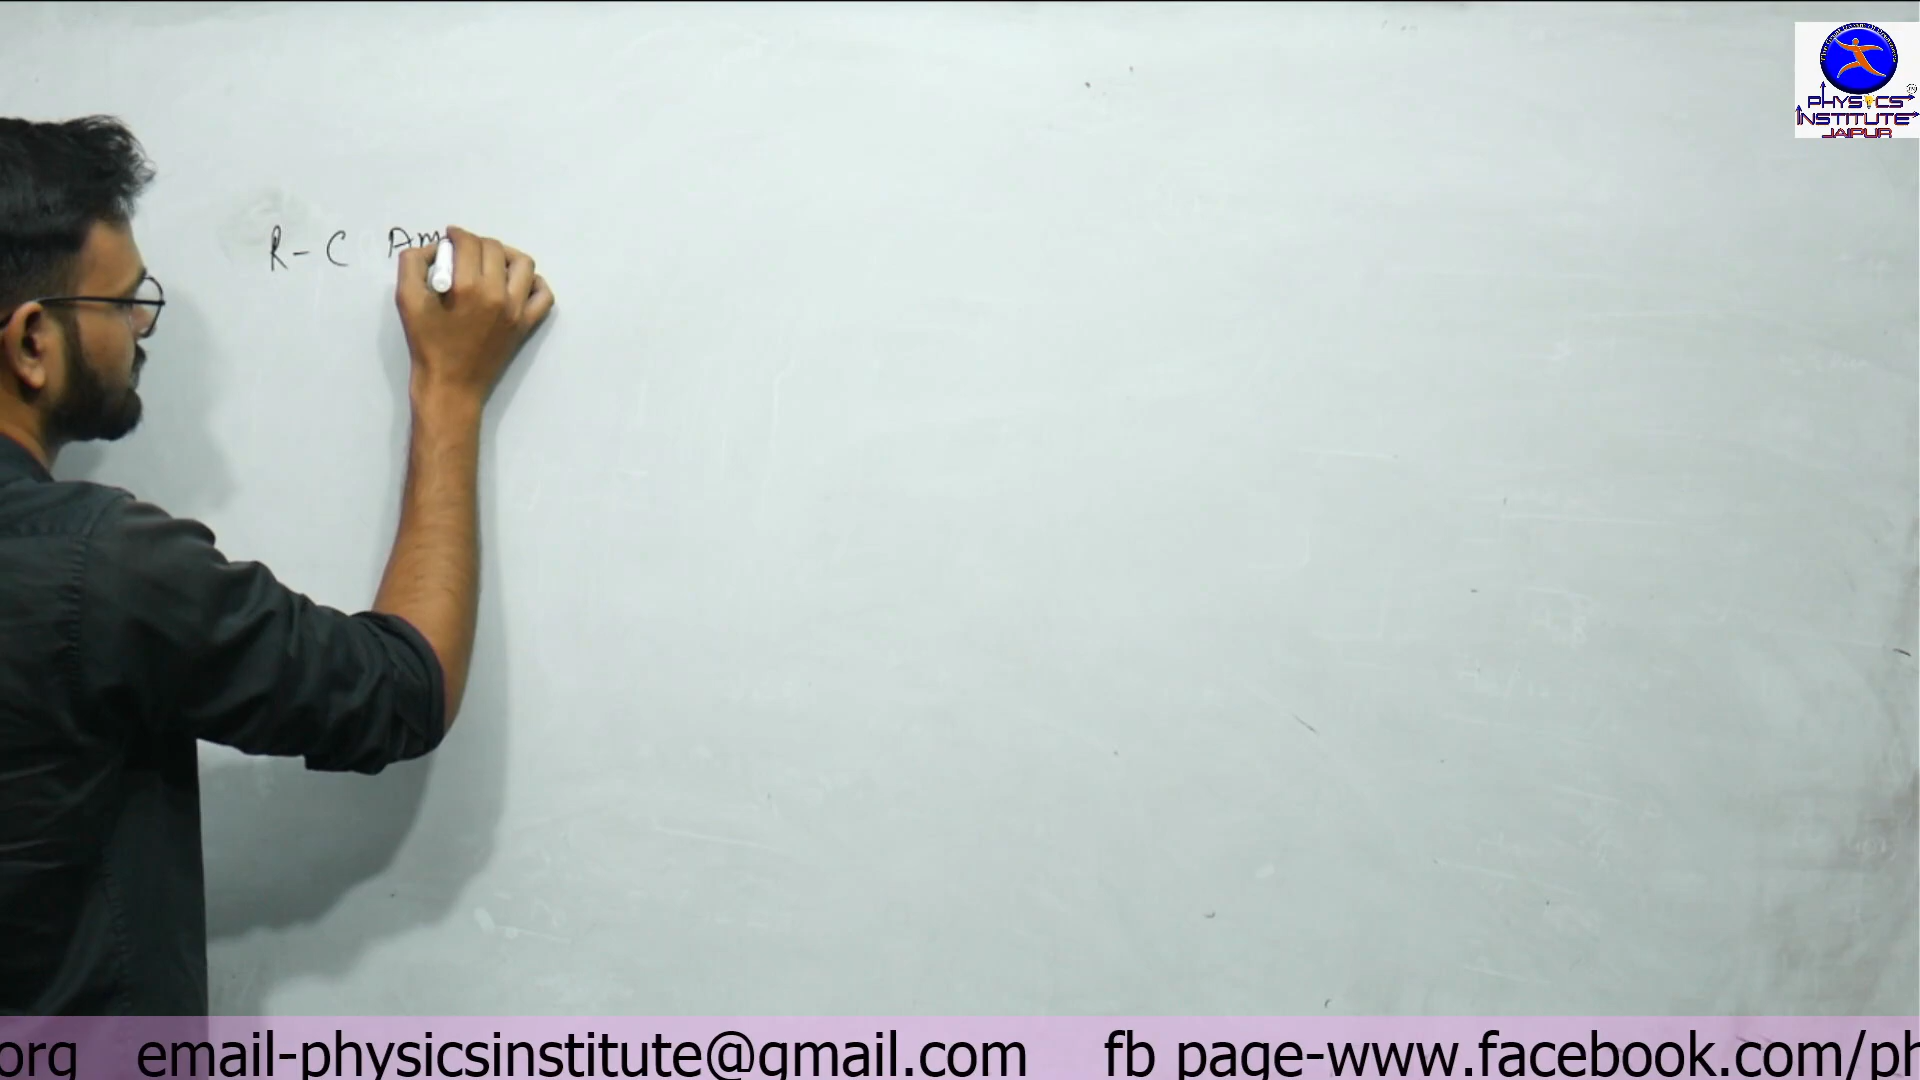 PHYSICS
INSTITUTE
JAIPUR
R - C Am
org email-physicsinstitute@gmail.com fb page-www.facebook.com/ph